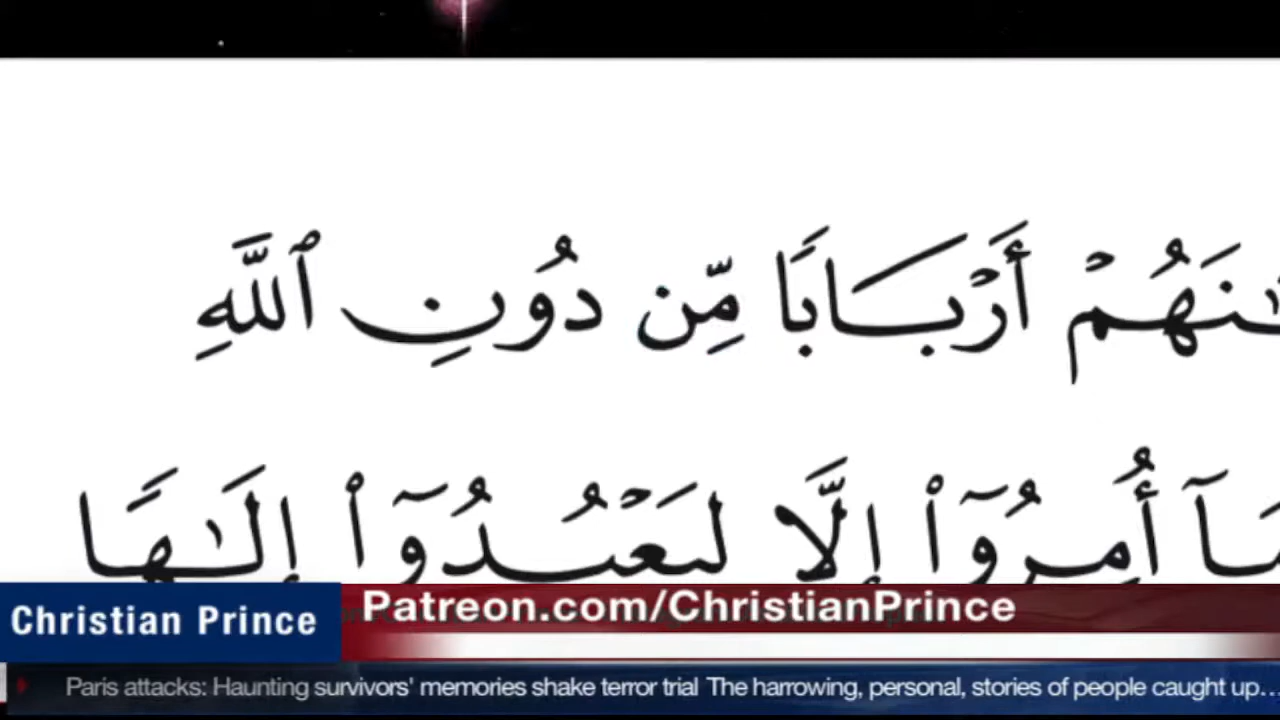 أَرْبَابًا مِّن دُونِ ٱللَّهِ
أُمِرُوٓا۟ إِلَّا لِيَعْبُدُوٓا۟ إِلَـٰهًا
Christian Prince
Patreon.com/ChristianPrince
Paris attacks: Haunting survivors' memories shake terror trial The harrowing, personal, stories of people caught up...